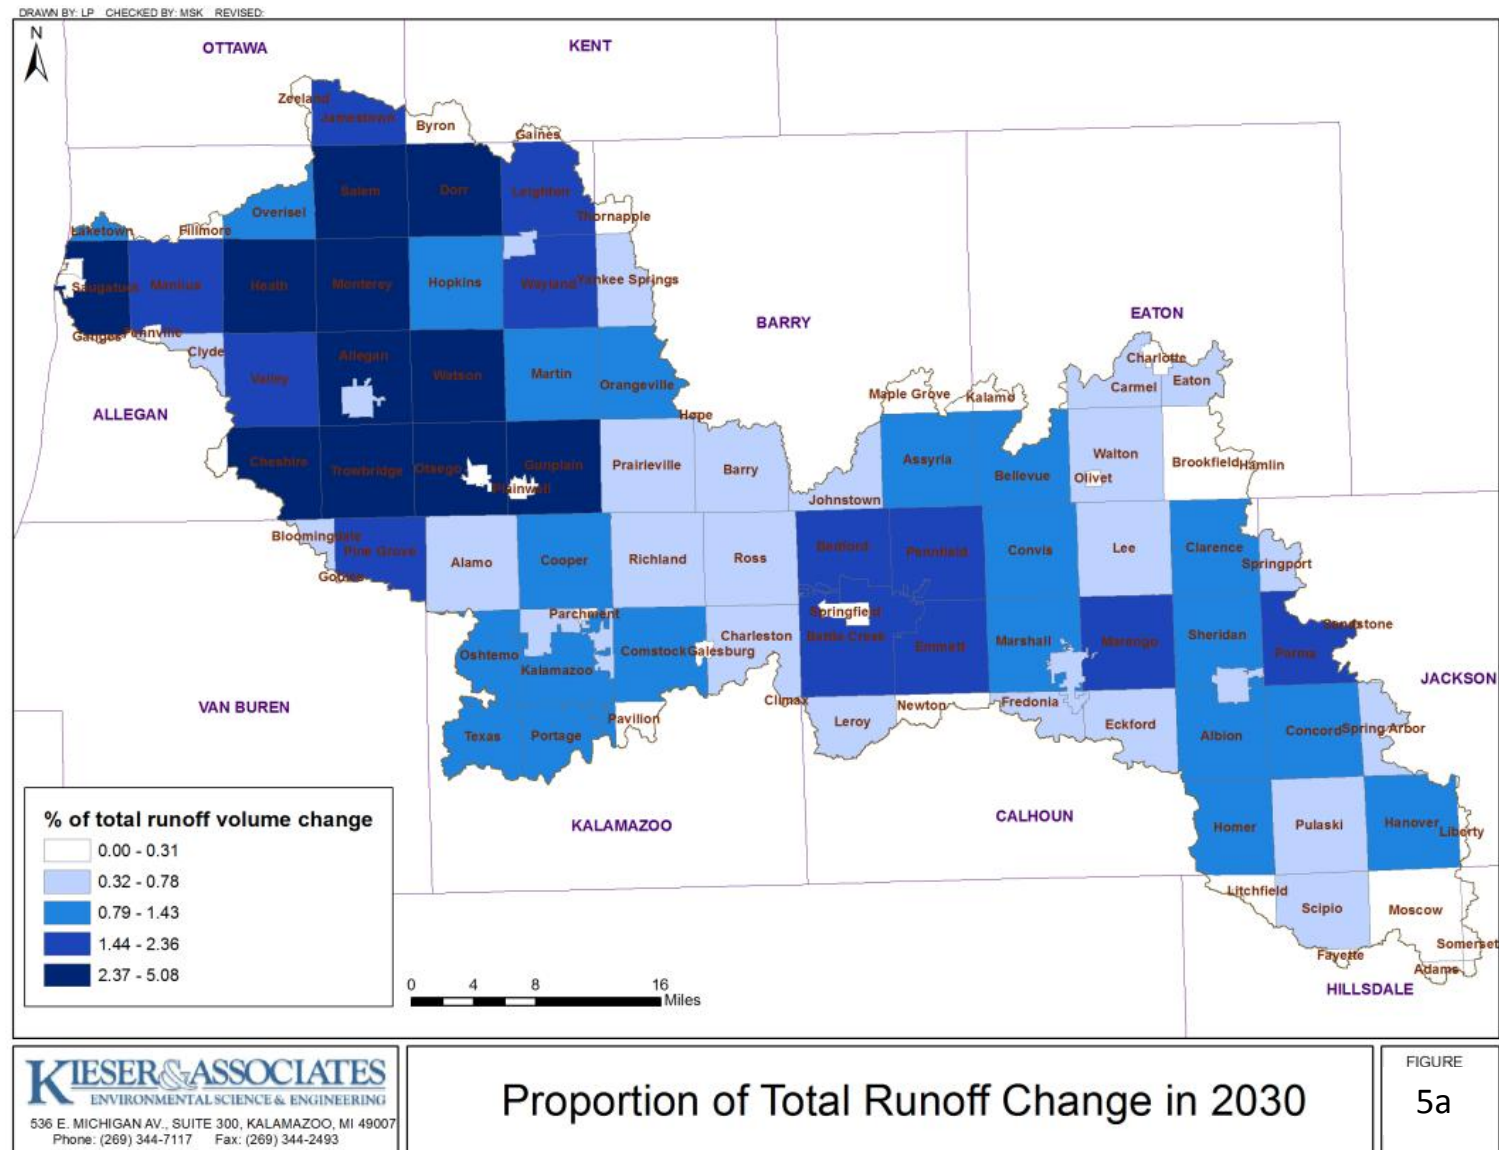 DRAWN BY: LP CHECKED BY: MSK REVISED:
N
OTTAWA
KENT
Zeeland
Jamestown
Byron
Gaines
Salem
Dorr
Leighton
Overisel
Thornapple
Laketown
Fillmore
Saugatuck
Manlius
Heath
Monterey
Hopkins
Wayland
Yankee Springs
BARRY
EATON
Ganges
Fennville
Clyde
Valley
Allegan
Watson
Martin
Orangeville
Charlotte
Carmel
Eaton
Maple Grove
Kalamo
ALLEGAN
Hope
Cheshire
Trowbridge
Otsego
Gunplain
Plainwell
Prairieville
Barry
Johnstown
Assyria
Bellevue
Walton
Olivet
Brookfield
Hamlin
Bloomingdale
Pine Grove
Gobles
Alamo
Cooper
Richland
Ross
Bedford
Pennfield
Convis
Lee
Clarence
Springport
Parchment
Springfield
Oshtemo
Kalamazoo
Comstock
Galesburg
Charleston
Battle Creek
Emmett
Marshall
Marengo
Sheridan
Parma
Sandstone
JACKSON
VAN BUREN
Climax
Texas
Portage
Pavilion
Leroy
Newton
Fredonia
Eckford
Albion
Concord
Spring Arbor
KALAMAZOO
CALHOUN
Homer
Pulaski
Hanover
Liberty
Litchfield
Scipio
Moscow
Somerset
Fayette
Adams
HILLSDALE
% of total runoff volume change
0.00 - 0.31
0.32 - 0.78
0.79 - 1.43
1.44 - 2.36
2.37 - 5.08
0 4 8 16
Miles
KIESER & ASSOCIATES
ENVIRONMENTAL SCIENCE & ENGINEERING
536 E. MICHIGAN AV., SUITE 300, KALAMAZOO, MI 49007
Phone: (269) 344-7117 Fax: (269) 344-2493
Proportion of Total Runoff Change in 2030
FIGURE
5a